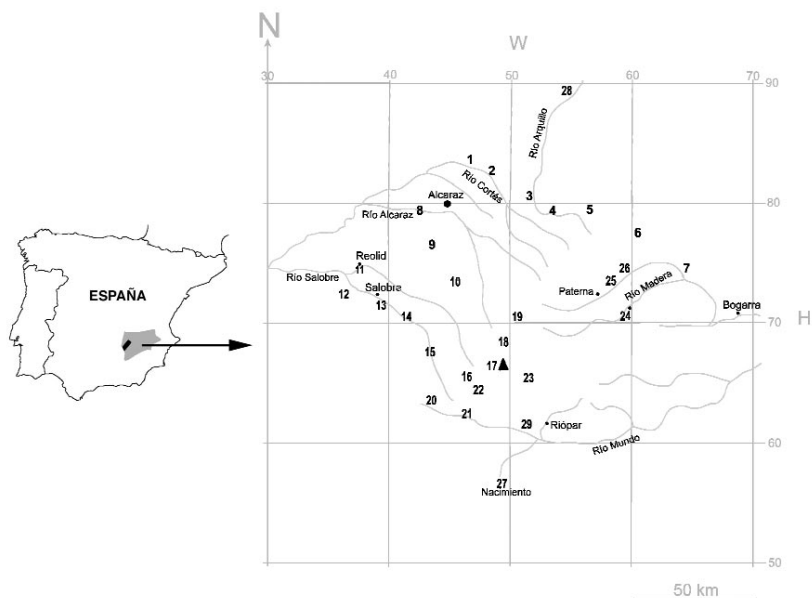 N
W
30
40
50
60
70
90
28
Río Arquillo
1
2
Río Cortés
Alcaraz
3
4
5
80
Río Alcaraz
8
6
9
Reolid
11
Río Salobre
Salobra
12
13
14
10
26
25
7
Paterna
Río Madera
24
Bogarra
19
70
H
ESPAÑA
18
17
15
16
22
23
20
21
29
Riópar
Río Mundo
60
27
Nacimiento
50
50 km